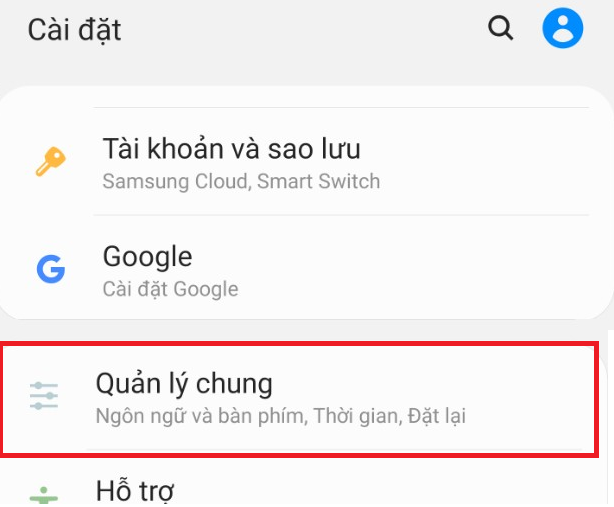 Cài đặt
Tài khoản và sao lưu
Samsung Cloud, Smart Switch
Google
Cài đặt Google
Quản lý chung
Ngôn ngữ và bàn phím, Thời gian, Đặt lại
Hỗ trợ